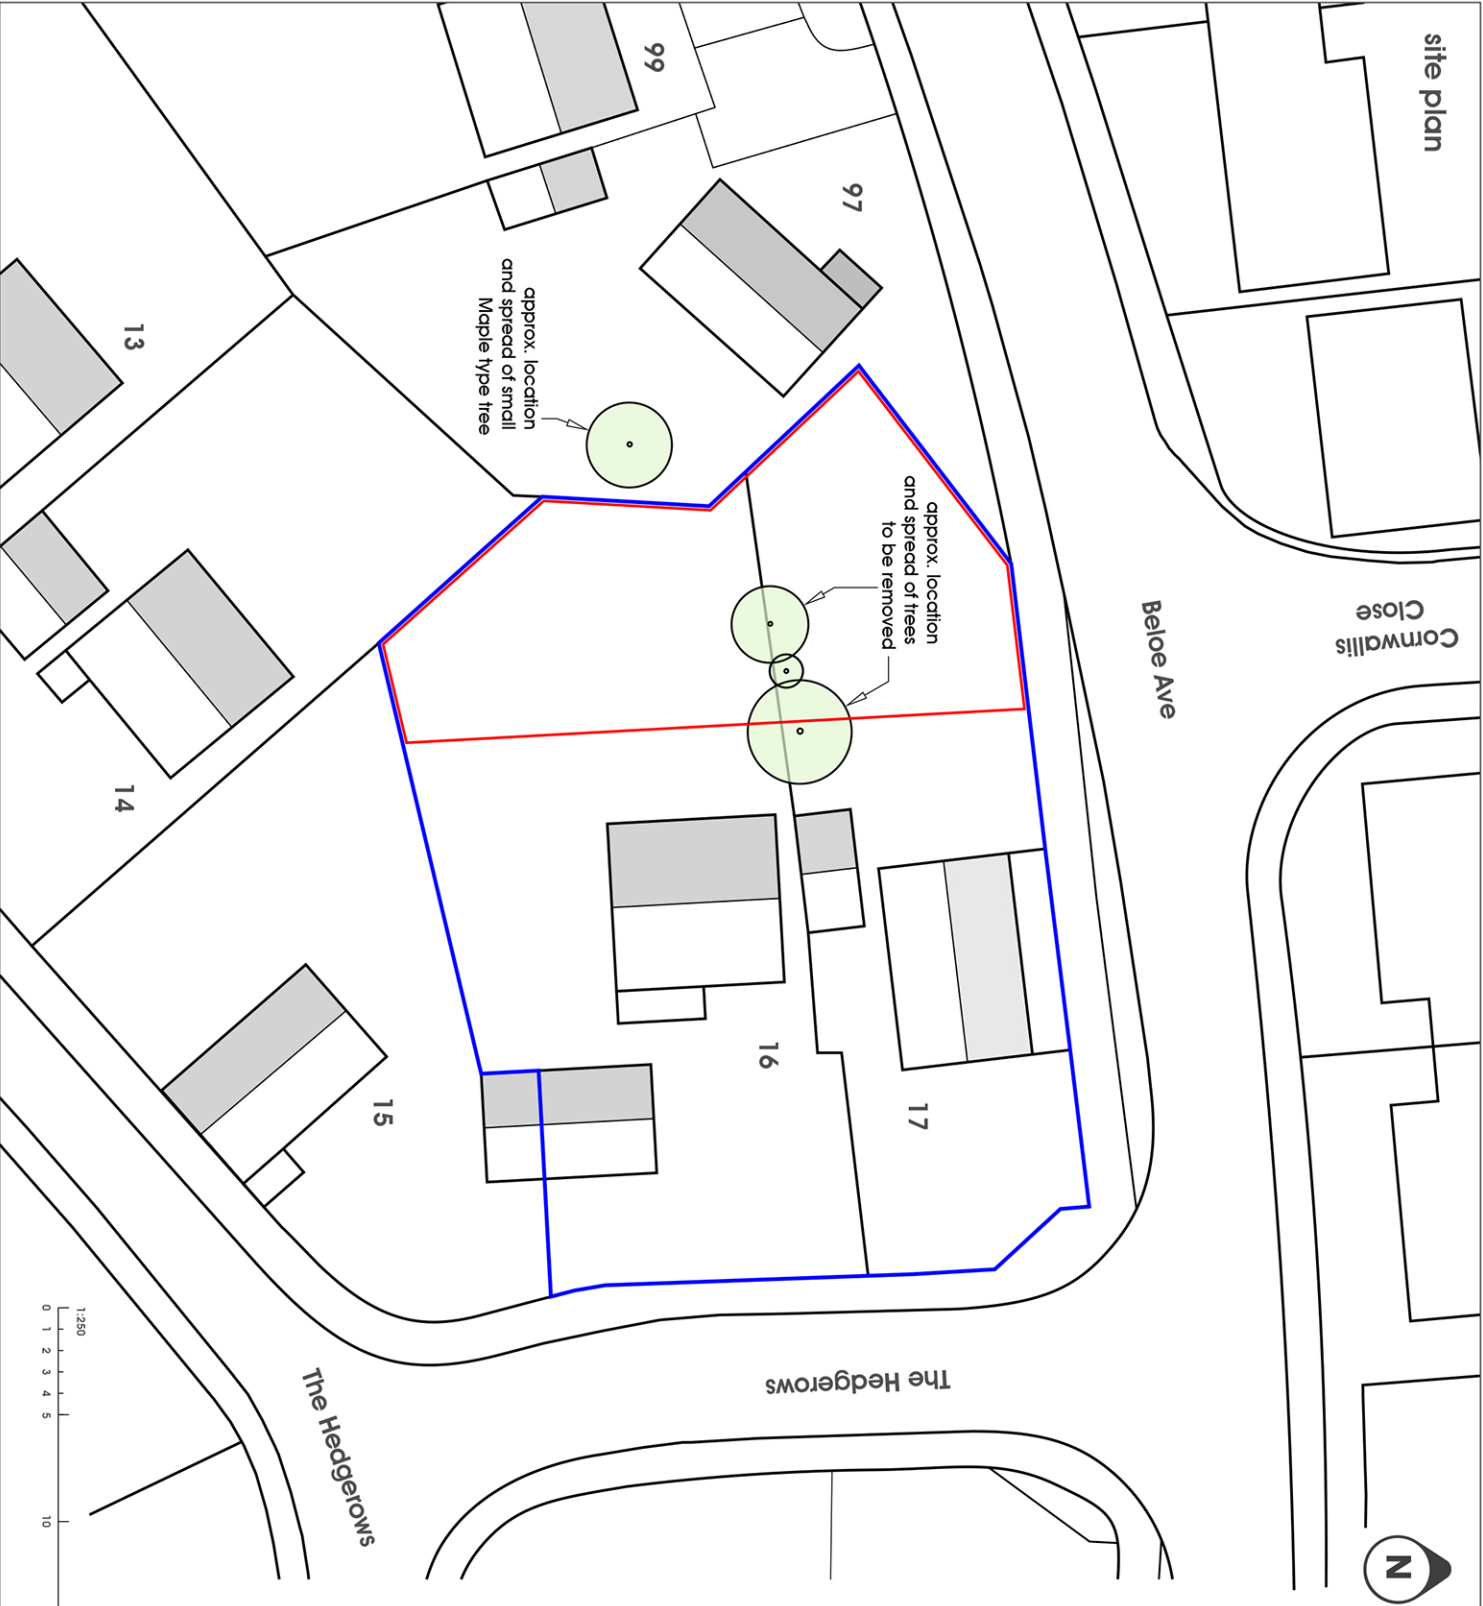 site plan
99
97
approx. location
and spread of small
Maple type tree
approx. location
and spread of trees
to be removed
Beloe Ave
Cornwallis
Close
13
14
15
16
17
The Hedgerows
The Hedgerows
1:250
0 1 2 3 4 5 10
N